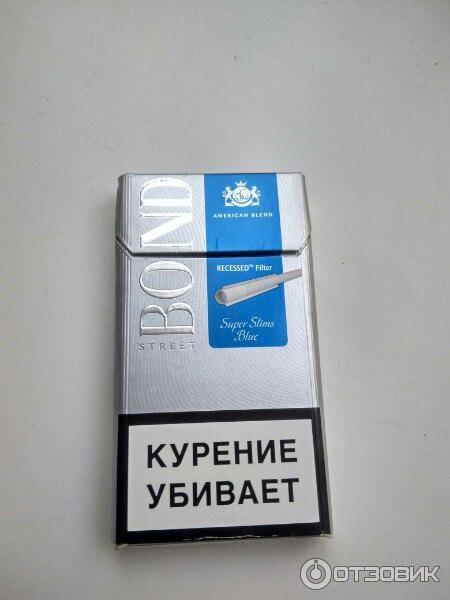 BOND
STREET
AMERICAN BLEND
RECESSED™ Filter
Super Slims
Blue
КУРЕНИЕ
УБИВАЕТ
ОТЗОВИК